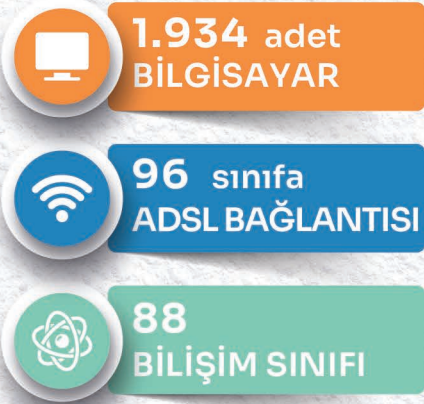 1.934 adet
BİLGİSAYAR
96 sınıfa
ADSL BAĞLANTISI
88
BİLİŞİM SINIFI